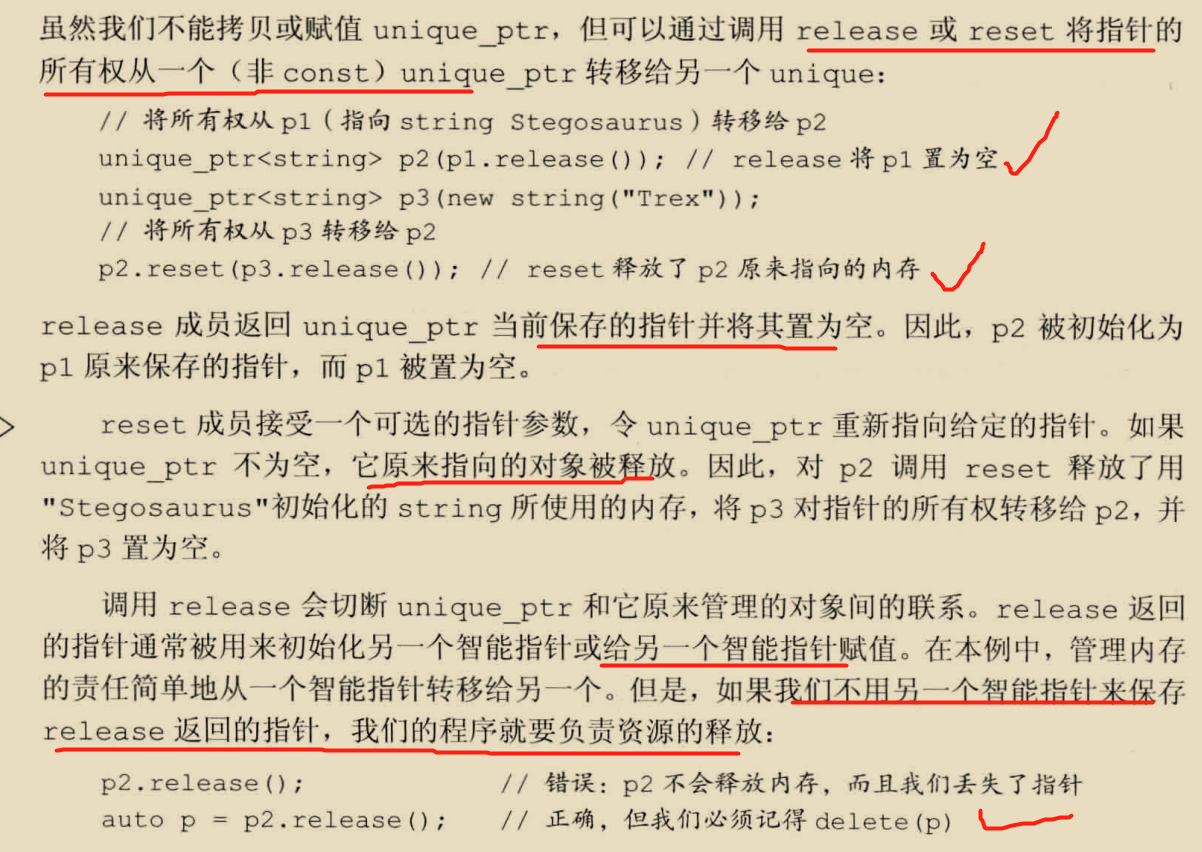 虽然我们不能拷贝或赋值 unique_ptr，但可以通过调用 release 或 reset 将指针的
所有权从一个（非 const）unique_ptr 转移给另一个 unique：
// 将所有权从 p1（指向 string Stegosaurus）转移给 p2
unique_ptr<string> p2(p1.release()); // release 将 p1 置为空
unique_ptr<string> p3(new string("Trex"));
// 将所有权从 p3 转移给 p2
p2.reset(p3.release()); // reset 释放了 p2 原来指向的内存
release 成员返回 unique_ptr 当前保存的指针并将其置为空。因此，p2 被初始化为
p1 原来保存的指针，而 p1 被置为空。
reset 成员接受一个可选的指针参数，令 unique_ptr 重新指向给定的指针。如果
unique_ptr 不为空，它原来指向的对象被释放。因此，对 p2 调用 reset 释放了用
"Stegosaurus"初始化的 string 所使用的内存，将 p3 对指针的所有权转移给 p2，并
将 p3 置为空。
调用 release 会切断 unique_ptr 和它原来管理的对象间的联系。release 返回
的指针通常被用来初始化另一个智能指针或给另一个智能指针赋值。在本例中，管理内存
的责任简单地从一个智能指针转移给另一个。但是，如果我们不用另一个智能指针来保存
release 返回的指针，我们的程序就要负责资源的释放：
p2.release(); // 错误：p2 不会释放内存，而且我们丢失了指针
auto p = p2.release(); // 正确，但我们必须记得 delete(p)